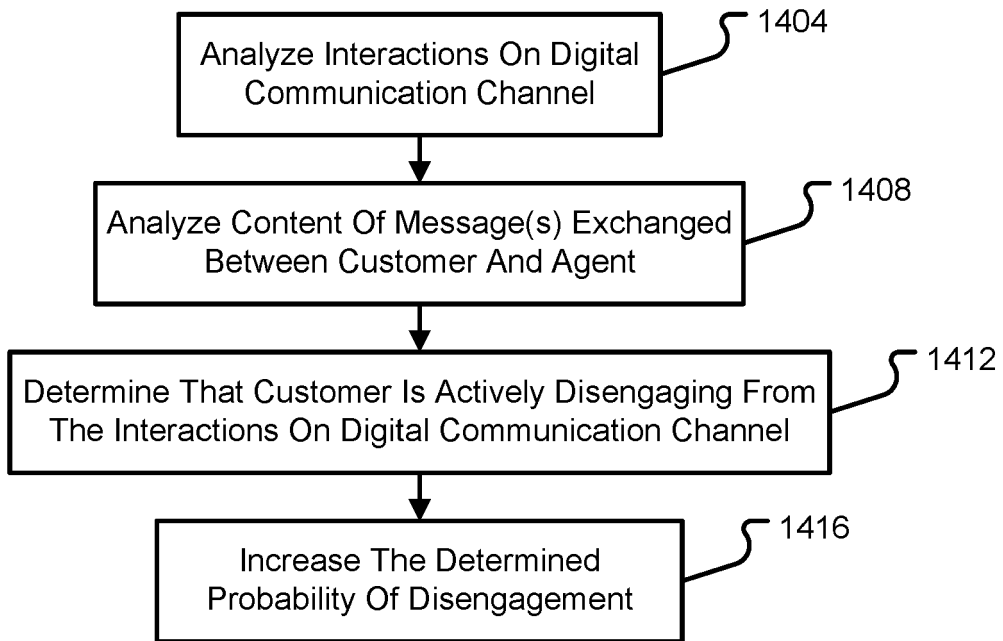 1404
Analyze Interactions On Digital
Communication Channel
1408
Analyze Content Of Message(s) Exchanged
Between Customer And Agent
1412
Determine That Customer Is Actively Disengaging From
The Interactions On Digital Communication Channel
1416
Increase The Determined
Probability Of Disengagement